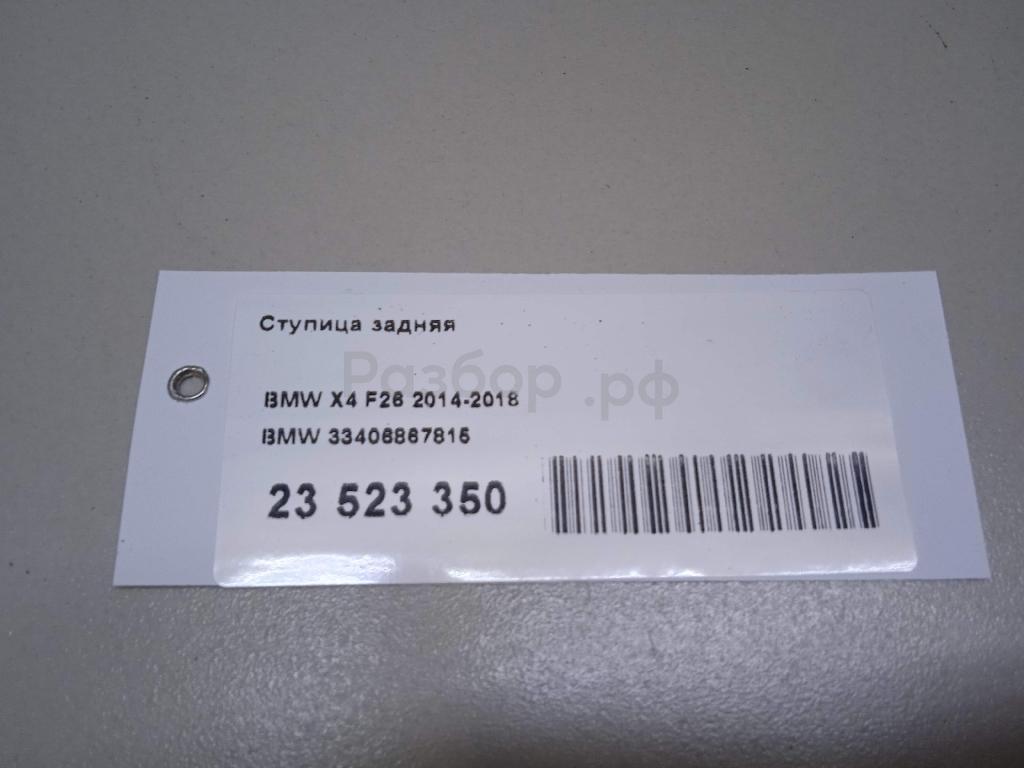 Ступица задняя
Разбор.рф
BMW X4 F26 2014-2018
BMW 33406867815
23 523 350